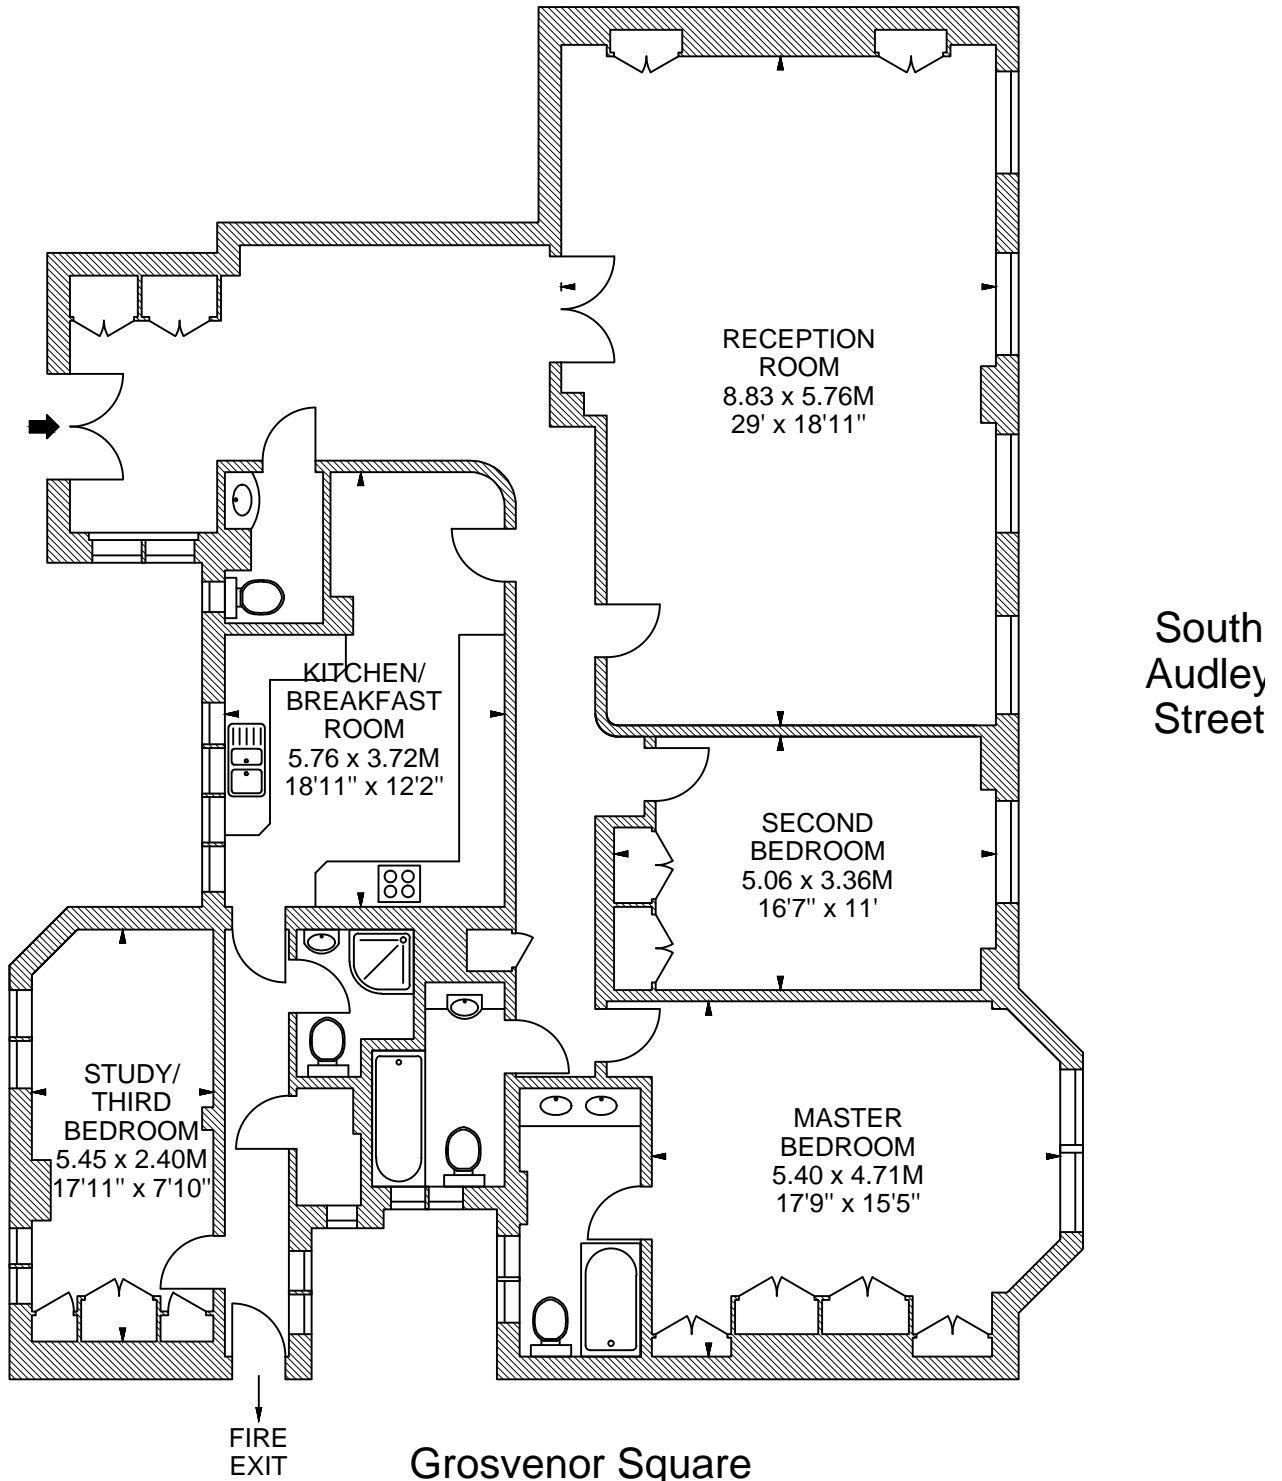 RECEPTION
ROOM
8.83 x 5.76M
29' x 18'11"
South
Audley
Street
KITCHEN/
BREAKFAST
ROOM
5.76 x 3.72M
18'11" x 12'2"
SECOND
BEDROOM
5.06 x 3.36M
16'7" x 11'
STUDY/
THIRD
BEDROOM
5.45 x 2.40M
17'11" x 7'10"
MASTER
BEDROOM
5.40 x 4.71M
17'9" x 15'5"
FIRE
EXIT
Grosvenor Square